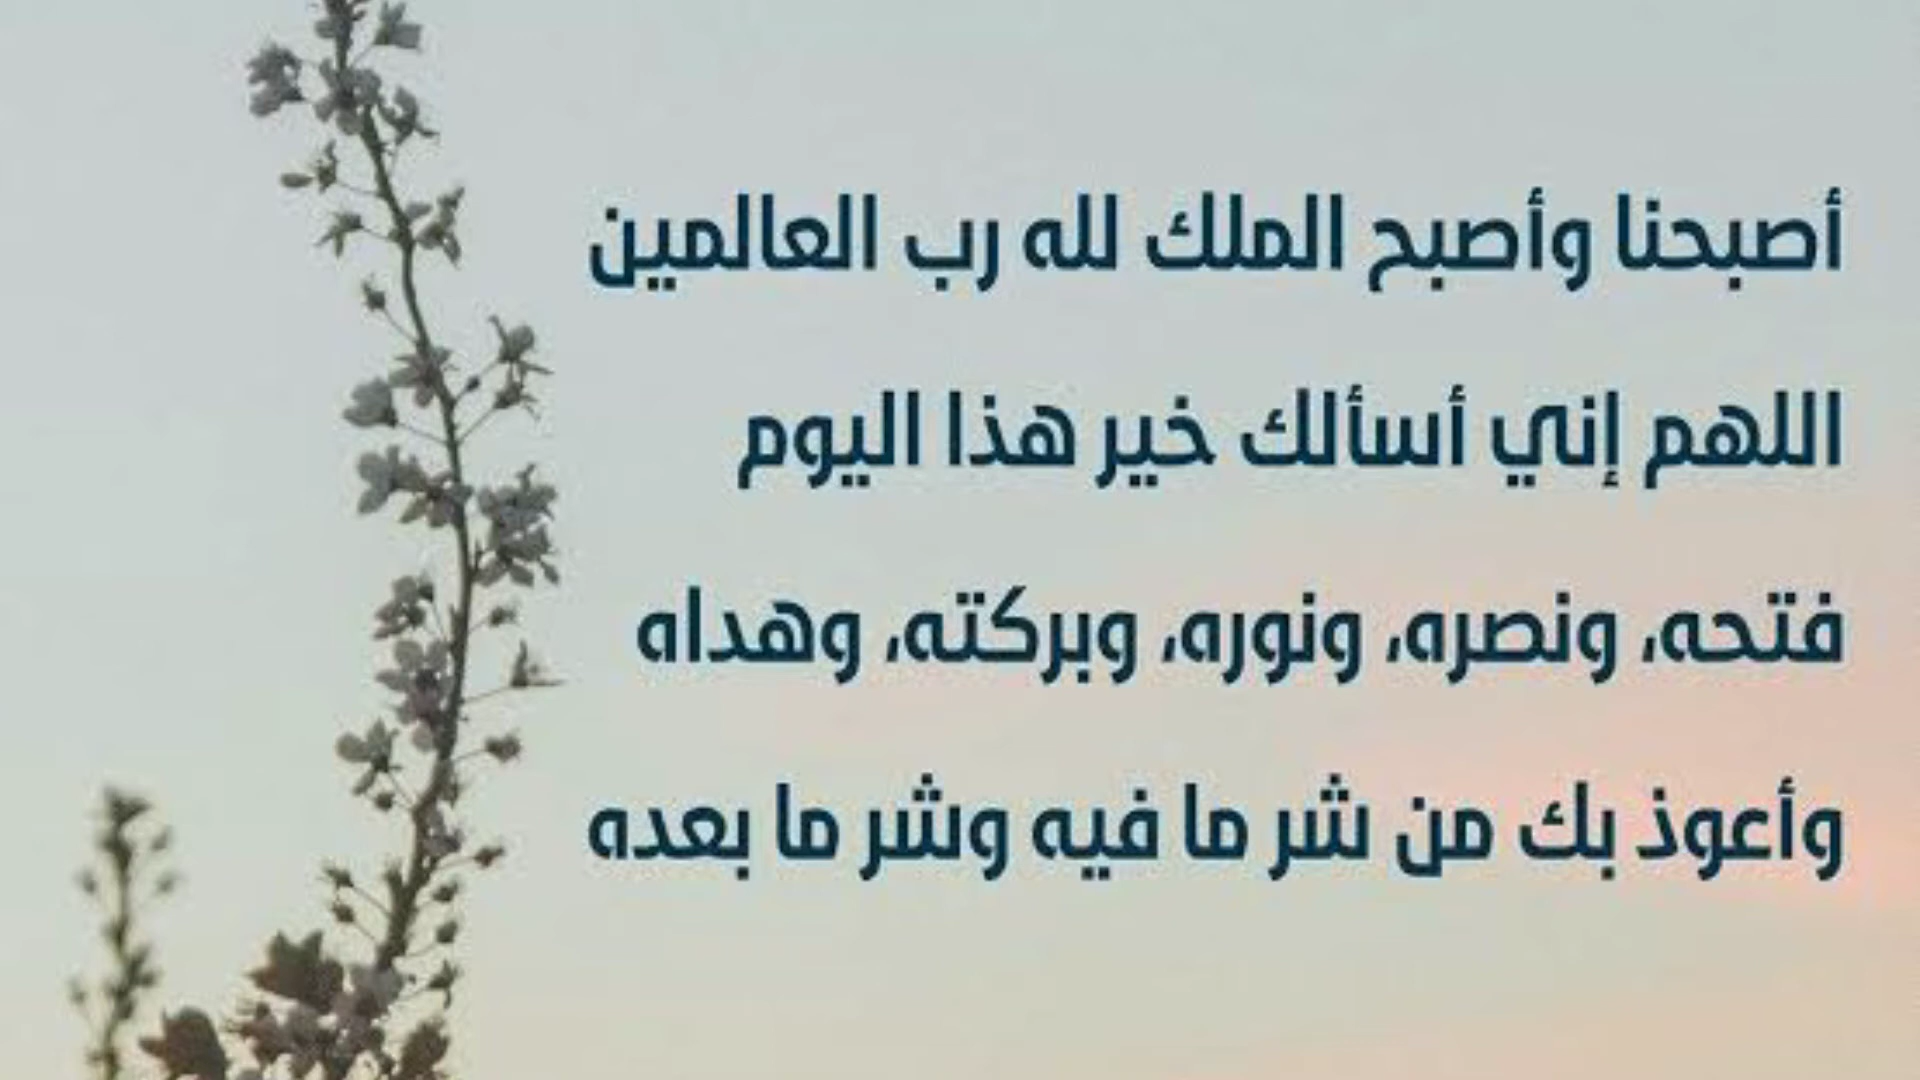 أصبحنا وأصبح الملك لله رب العالمين
اللهم إني أسألك خير هذا اليوم
فتحه، ونصره، ونوره، وبركته، وهداه
وأعوذ بك من شر ما فيه وشر ما بعده